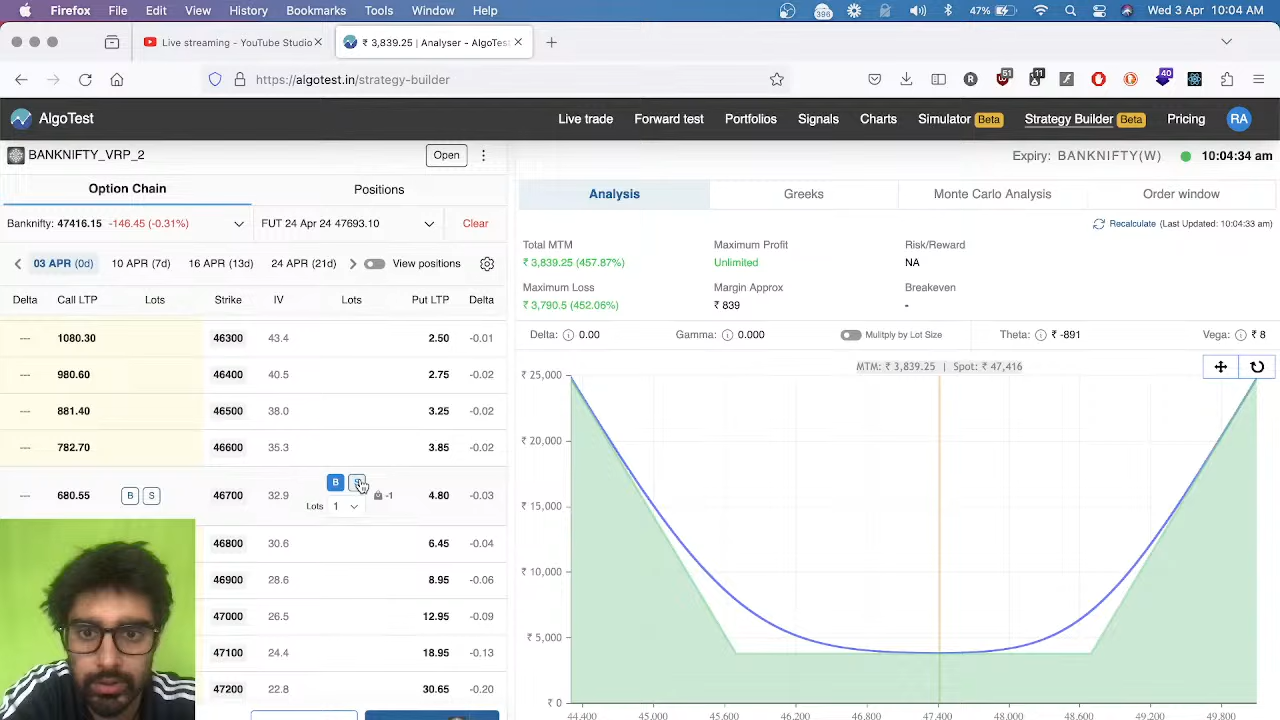 Firefox File Edit View History Bookmarks Tools Window Help 396 47% Wed 3 Apr 10:04 AM
Live streaming - YouTube Studio ₹ 3,839.25 | Analyser - AlgoTes
https://algotest.in/strategy-builder R 51 11 40
AlgoTest Live trade Forward test Portfolios Signals Charts Simulator Beta Strategy Builder Beta Pricing RA
BANKNIFTY_VRP_2 Open Expiry: BANKNIFTY(W) 10:04:34 am
Option Chain Positions Analysis Greeks Monte Carlo Analysis Order window
Banknifty: 47416.15 -146.45 (-0.31%) FUT 24 Apr 24 47693.10 Clear Recalculate (Last Updated: 10:04:33 am)
Total MTM Maximum Profit Risk/Reward
₹ 3,839.25 (457.87%) Unlimited NA
03 APR (0d) 10 APR (7d) 16 APR (13d) 24 APR (21d) View positions
Maximum Loss Margin Approx Breakeven
₹ 3,790.5 (452.06%) ₹ 839 -
Delta Call LTP Lots Strike IV Lots Put LTP Delta
Delta: 0.00 Gamma: 0.000 Mulitply by Lot Size Theta: ₹ -891 Vega: ₹ 8
--- 1080.30 46300 43.4 2.50 -0.01
--- 980.60 46400 40.5 2.75 -0.02
--- 881.40 46500 38.0 3.25 -0.02
--- 782.70 46600 35.3 3.85 -0.02
--- 680.55 B S 46700 32.9 B Lots 1 -1 4.80 -0.03
46800 30.6 6.45 -0.04
46900 28.6 8.95 -0.06
47000 26.5 12.95 -0.09
47100 24.4 18.95 -0.13
47200 22.8 30.65 -0.20
MTM: ₹ 3,839.25 | Spot: ₹ 47,416
₹ 25,000
₹ 20,000
₹ 15,000
₹ 10,000
₹ 5,000
₹ 0
44,400 45,000 45,600 46,200 46,800 47,400 48,000 48,600 49,200 49,800